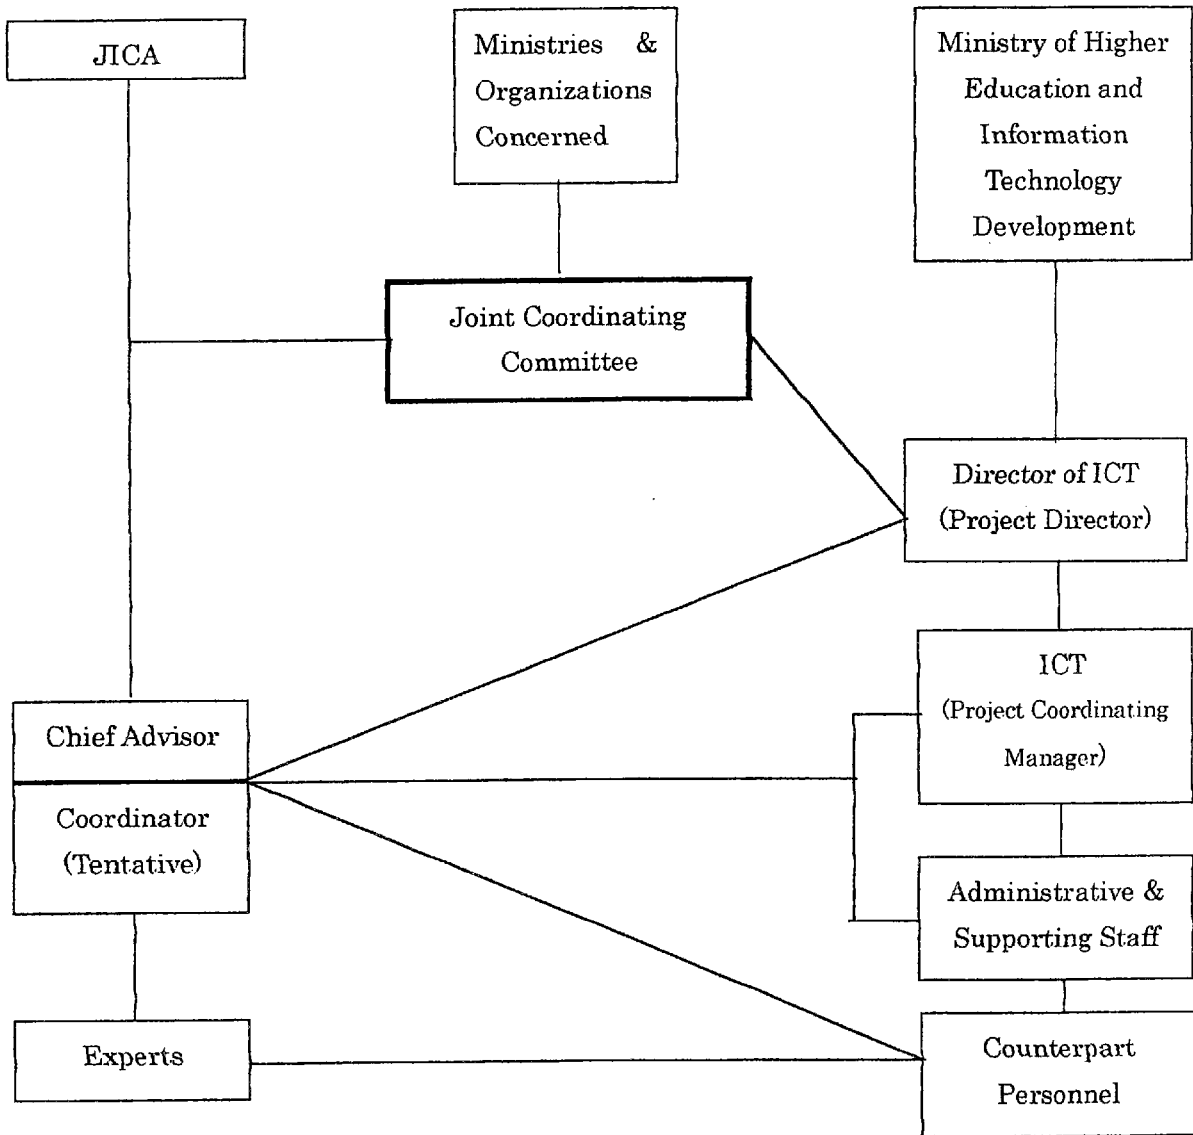 JICA
Ministries &
Organizations
Concerned
Ministry of Higher
Education and
Information
Technology
Development
Joint Coordinating
Committee
Director of ICT
(Project Director)
ICT
(Project Coordinating
Manager)
Chief Advisor
Coordinator
(Tentative)
Administrative &
Supporting Staff
Experts
Counterpart
Personnel